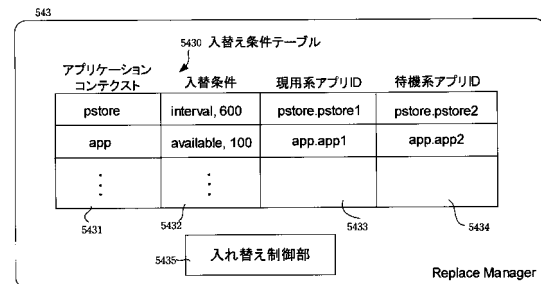 543
5430 入替え条件テーブル
アプリケーション
コンテクスト
入替条件
現用系アプリID
待機系アプリID
pstore
interval, 600
pstore.pstore1
pstore.pstore2
app
available, 100
app.app1
app.app2
5431
5432
5433
5434
5435
入れ替え制御部
Replace Manager